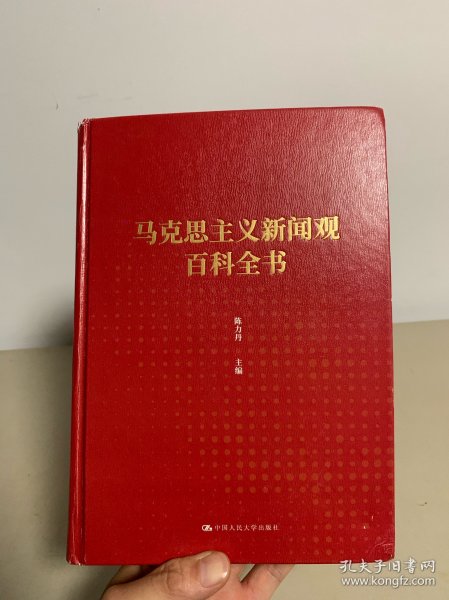 马克思主义新闻观
百科全书
陈力丹
主编
中国人民大学出版社
孔夫子旧书网
www.kongfz.com